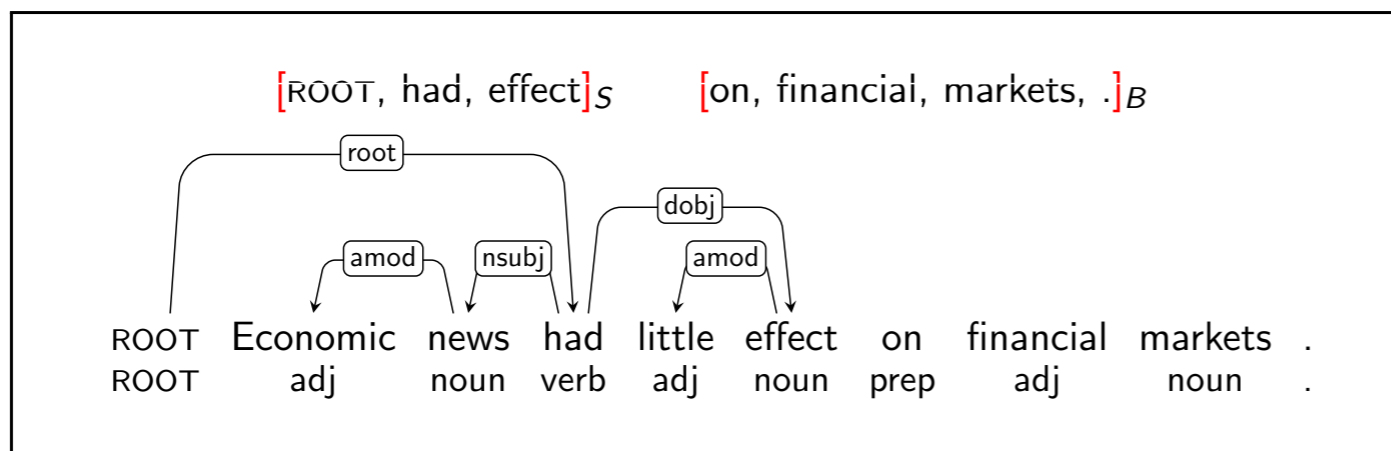 [ROOT, had, effect]S [on, financial, markets, .]B
root
dobj
amod nsubj amod
ROOT Economic news had little effect on financial markets .
ROOT adj noun verb adj noun prep adj noun .